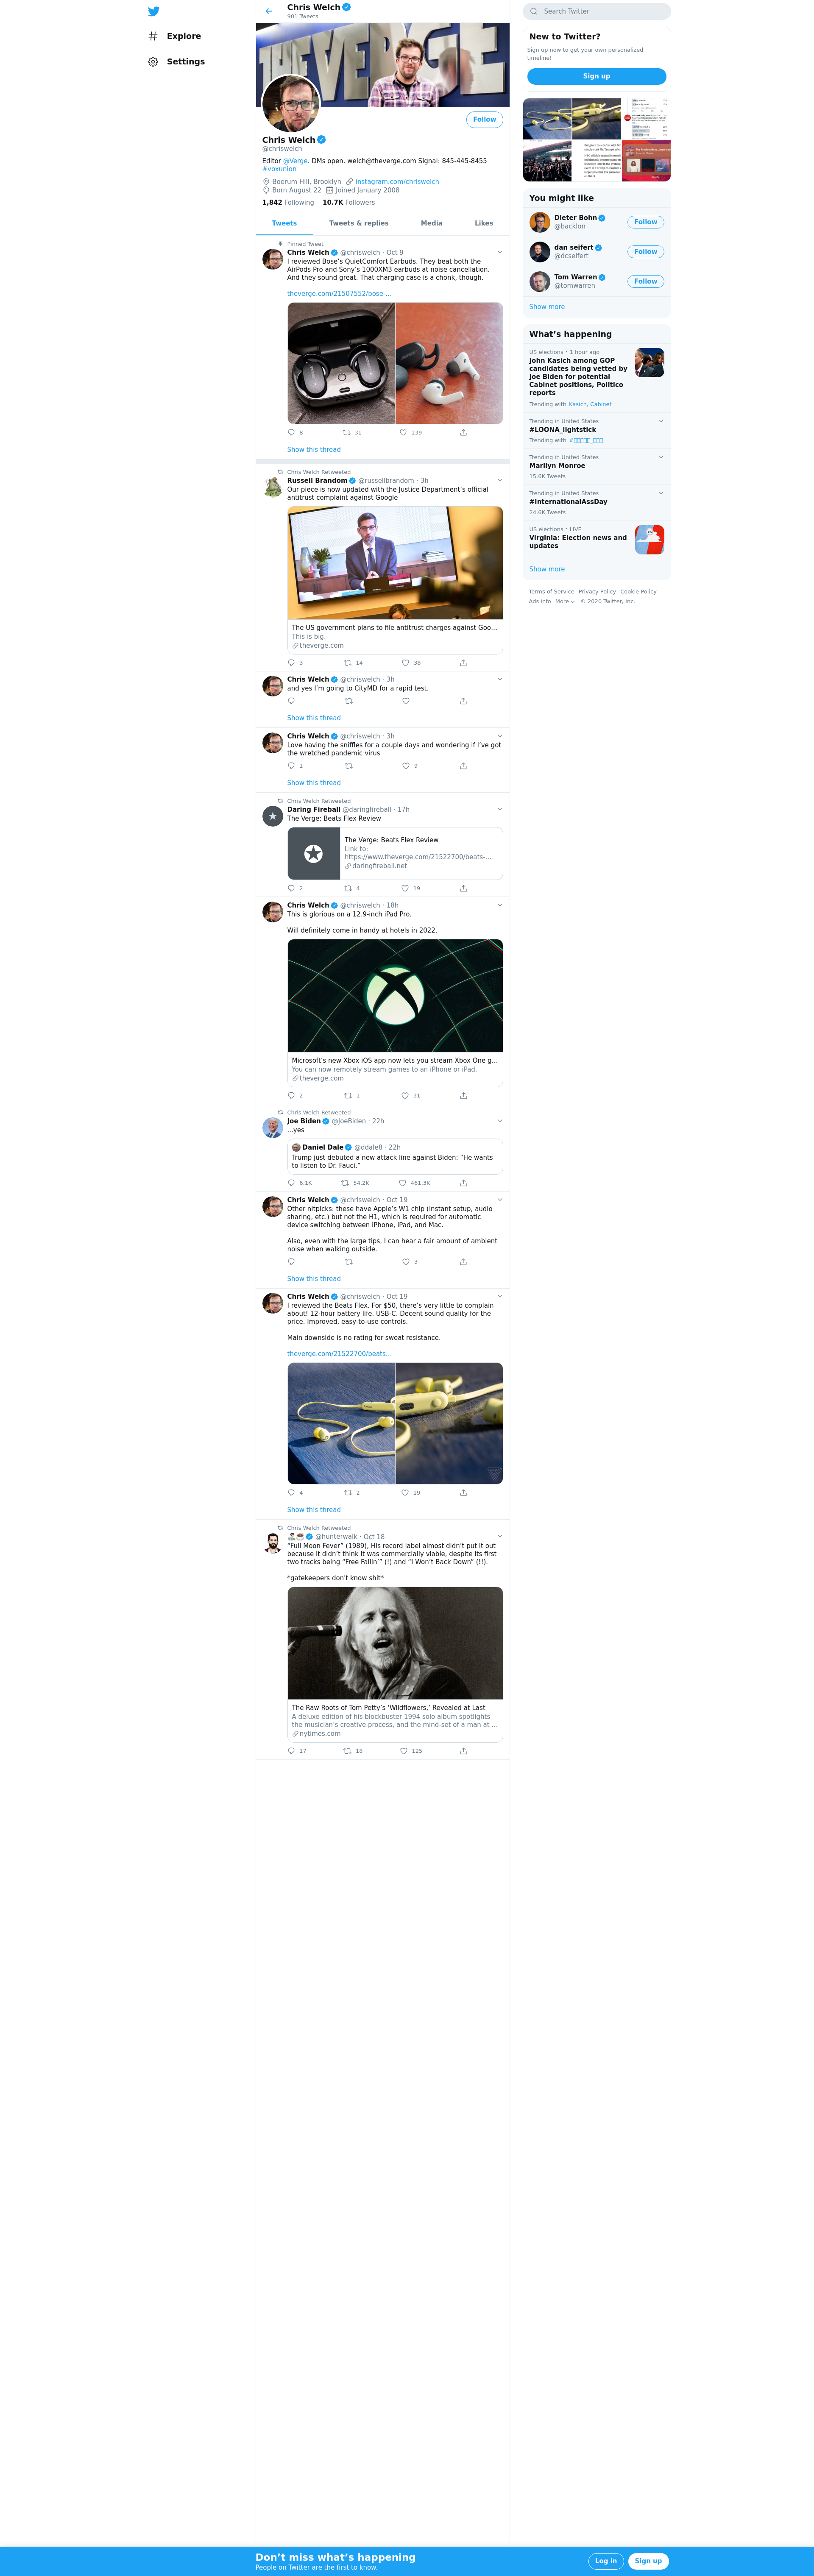 Explore
Settings
Chris Welch
901 Tweets
Follow
Chris Welch
@chriswelch
Editor @Verge. DMs open. welch@theverge.com Signal: 845-445-8455
#voxunion
Boerum Hill, Brooklyn instagram.com/chriswelch
Born August 22 Joined January 2008
1,842 Following 10.7K Followers
Tweets Tweets & replies Media Likes
Pinned Tweet
Chris Welch @chriswelch · Oct 9
I reviewed Bose’s QuietComfort Earbuds. They beat both the
AirPods Pro and Sony’s 1000XM3 earbuds at noise cancellation.
And they sound great. That charging case is a chonk, though.
theverge.com/21507552/bose-…
8 31 139
Show this thread
Chris Welch Retweeted
Russell Brandom @russellbrandom · 3h
Our piece is now updated with the Justice Department’s official
antitrust complaint against Google
The US government plans to file antitrust charges against Goo…
This is big.
theverge.com
3 14 38
Chris Welch @chriswelch · 3h
and yes I’m going to CityMD for a rapid test.
Show this thread
Chris Welch @chriswelch · 3h
Love having the sniffles for a couple days and wondering if I’ve got
the wretched pandemic virus
1 9
Show this thread
Chris Welch Retweeted
Daring Fireball @daringfireball · 17h
The Verge: Beats Flex Review
The Verge: Beats Flex Review
Link to:
https://www.theverge.com/21522700/beats-…
daringfireball.net
2 4 19
Chris Welch @chriswelch · 18h
This is glorious on a 12.9-inch iPad Pro.
Will definitely come in handy at hotels in 2022.
Microsoft’s new Xbox iOS app now lets you stream Xbox One g…
You can now remotely stream games to an iPhone or iPad.
theverge.com
2 1 31
Chris Welch Retweeted
Joe Biden @JoeBiden · 22h
…yes
Daniel Dale @ddale8 · 22h
Trump just debuted a new attack line against Biden: “He wants
to listen to Dr. Fauci.”
6.1K 54.2K 461.3K
Chris Welch @chriswelch · Oct 19
Other nitpicks: these have Apple’s W1 chip (instant setup, audio
sharing, etc.) but not the H1, which is required for automatic
device switching between iPhone, iPad, and Mac.
Also, even with the large tips, I can hear a fair amount of ambient
noise when walking outside.
3
Show this thread
Chris Welch @chriswelch · Oct 19
I reviewed the Beats Flex. For $50, there’s very little to complain
about! 12-hour battery life. USB-C. Decent sound quality for the
price. Improved, easy-to-use controls.
Main downside is no rating for sweat resistance.
theverge.com/21522700/beats…
4 2 19
Show this thread
Chris Welch Retweeted
@hunterwalk · Oct 18
“Full Moon Fever” (1989), His record label almost didn’t put it out
because it didn’t think it was commercially viable, despite its first
two tracks being “Free Fallin’” (!) and “I Won’t Back Down” (!!).
*gatekeepers don't know shit*
The Raw Roots of Tom Petty’s ‘Wildflowers,’ Revealed at Last
A deluxe edition of his blockbuster 1994 solo album spotlights
the musician’s creative process, and the mind-set of a man at …
nytimes.com
17 18 125
Search Twitter
New to Twitter?
Sign up now to get your own personalized
timeline!
Sign up
You might like
Dieter Bohn
@backlon
Follow
dan seifert
@dcseifert
Follow
Tom Warren
@tomwarren
Follow
Show more
What’s happening
US elections · 1 hour ago
John Kasich among GOP
candidates being vetted by
Joe Biden for potential
Cabinet positions, Politico
reports
Trending with Kasich, Cabinet
Trending in United States
#LOONA_lightstick
Trending with
Trending in United States
Marilyn Monroe
15.6K Tweets
Trending in United States
#InternationalAssDay
24.6K Tweets
US elections · LIVE
Virginia: Election news and
updates
Show more
Terms of Service Privacy Policy Cookie Policy
Ads info More © 2020 Twitter, Inc.
Don’t miss what’s happening
People on Twitter are the first to know.
Log in
Sign up